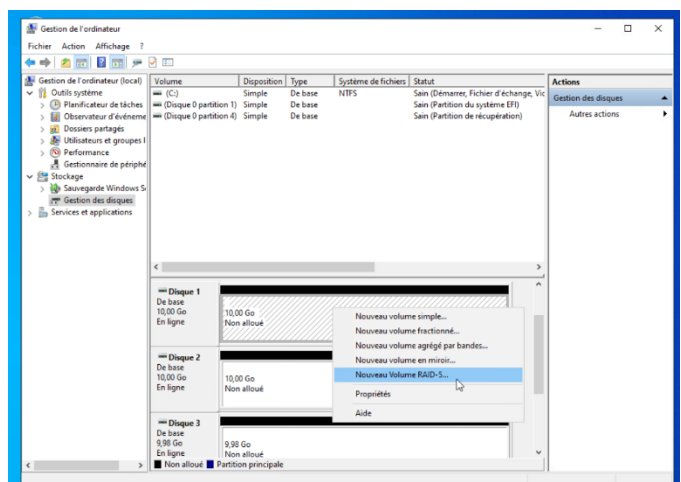 Gestion de l'ordinateur
Fichier Action Affichage ?
Gestion de l'ordinateur (local)
Outils système
Planificateur de tâches
Observateur d'événeme
Dossiers partagés
Utilisateurs et groupes l
Performance
Gestionnaire de périphé
Stockage
Sauvegarde Windows S
Gestion des disques
Services et applications
Volume Disposition Type Système de fichiers Statut
(C:) Simple De base NTFS Sain (Démarrer, Fichier d'échange, Vic
(Disque 0 partition 1) Simple De base Sain (Partition du système EFI)
(Disque 0 partition 4) Simple De base Sain (Partition de récupération)
Disque 1
De base
10,00 Go
En ligne
10,00 Go
Non alloué
Disque 2
De base
10,00 Go
En ligne
10,00 Go
Non alloué
Disque 3
De base
9,98 Go
En ligne
9,98 Go
Non alloué
Non alloué Partition principale
Nouveau volume simple...
Nouveau volume fractionné...
Nouveau volume agrégé par bandes...
Nouveau volume en miroir...
Nouveau Volume RAID-5...
Propriétés
Aide
Actions
Gestion des disques
Autres actions